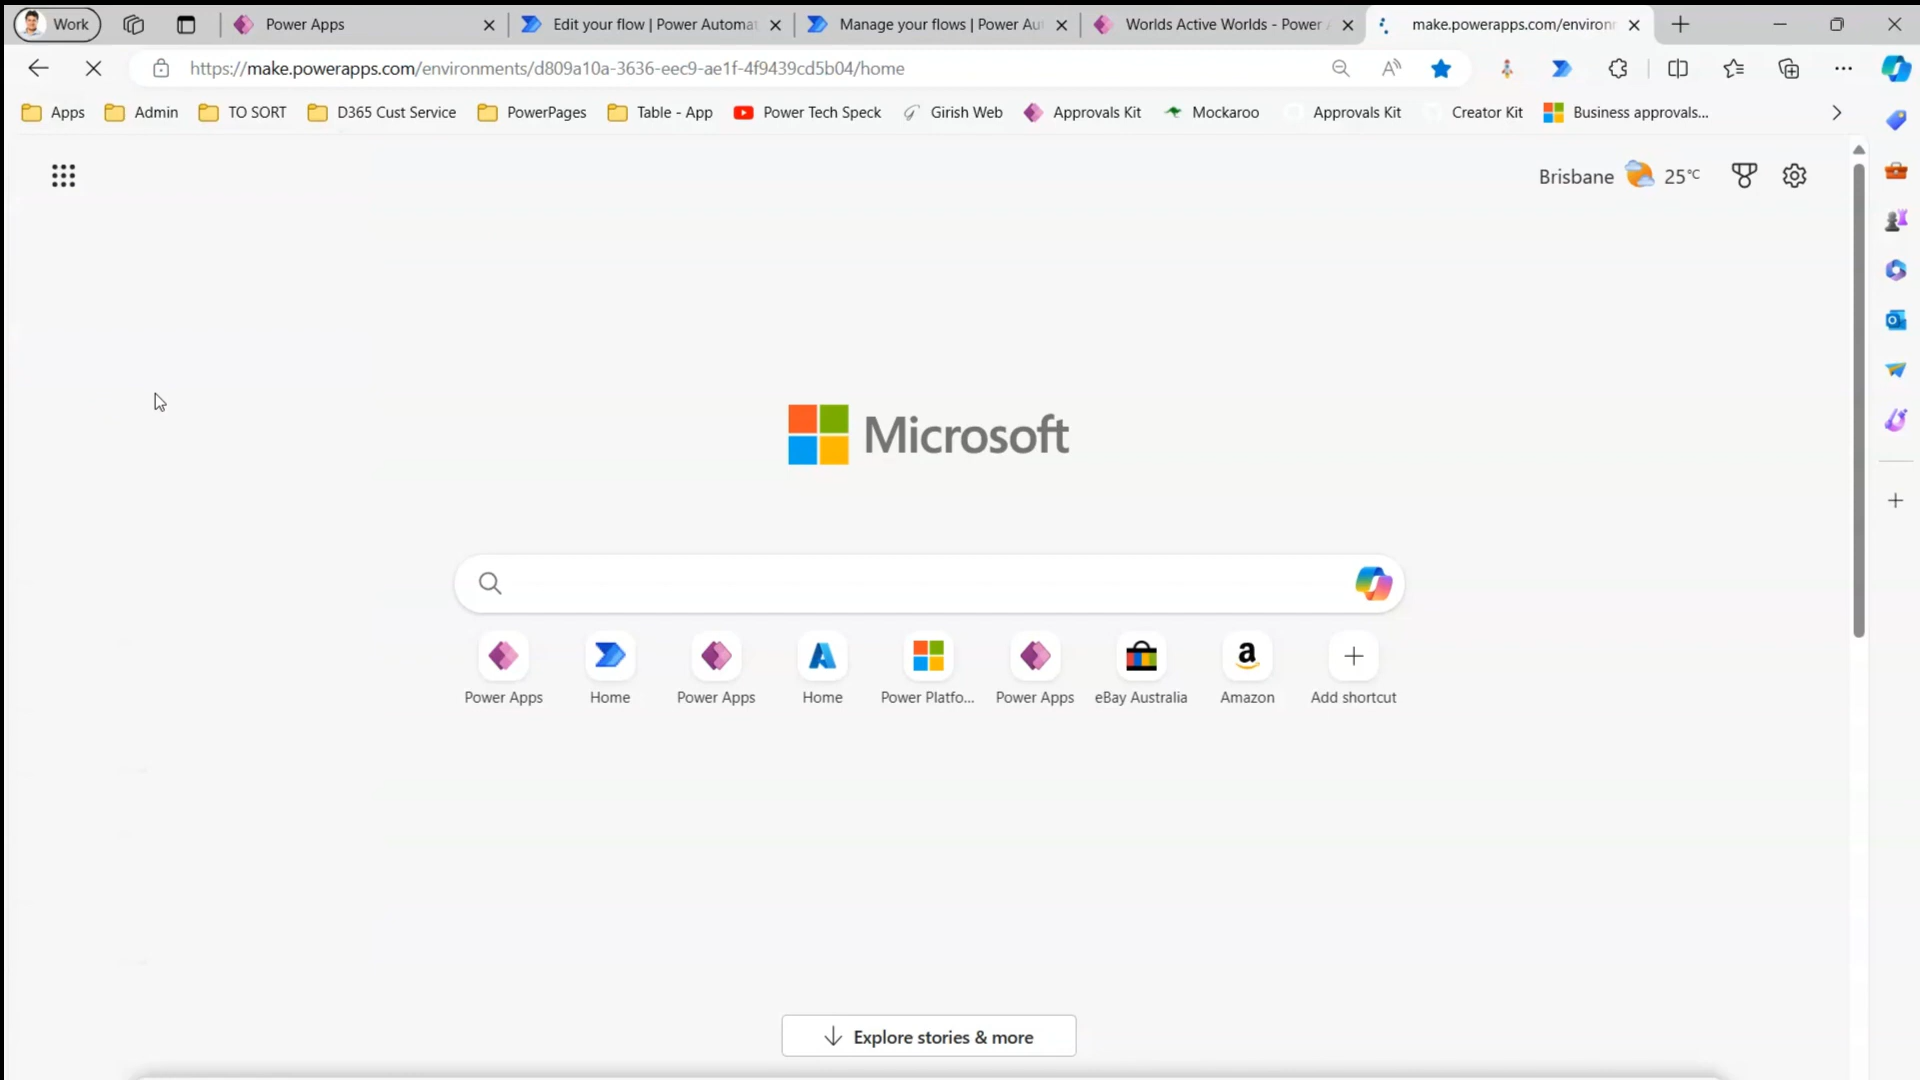 Work
Power Apps
Edit your flow | Power Automat
Manage your flows | Power Au
Worlds Active Worlds - Power
make.powerapps.com/environ
https://make.powerapps.com/environments/d809a10a-3636-eec9-ae1f-4f9439cd5b04/home
Apps
Admin
TO SORT
D365 Cust Service
PowerPages
Table - App
Power Tech Speck
Girish Web
Approvals Kit
Mockaroo
Approvals Kit
Creator Kit
Business approvals...
Brisbane 25°C
Microsoft
Power Apps
Home
Power Apps
Home
Power Platfo...
Power Apps
eBay Australia
Amazon
Add shortcut
Explore stories & more